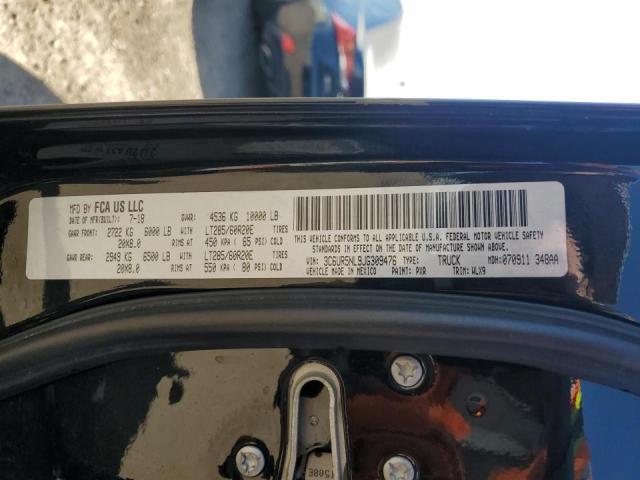 MFD BY FCA US LLC
DATE OF MFR(BUILT): 7-18 GVWR: 4536 KG 10000 LB
GAWR FRONT: 2722 KG 6000 LB LT285/60R20E TIRES
20X8.0 RIMS AT 450 KPA ( 65 PSI) COLD
GAWR REAR: 2949 KG 6500 LB LT285/60R20E TIRES
20X8.0 RIMS AT 550 KPA ( 80 PSI) COLD
THIS VEHICLE CONFORMS TO ALL APPLICABLE U.S.A. FEDERAL MOTOR VEHICLE SAFETY
STANDARDS IN EFFECT ON THE DATE OF MANUFACTURE SHOWN ABOVE.
VIN: 3C6UR5NL9JG309476 TYPE: TRUCK MDH: 070911 348AA
MADE IN MEXICO PAINT: PXR TRIM: WLX9